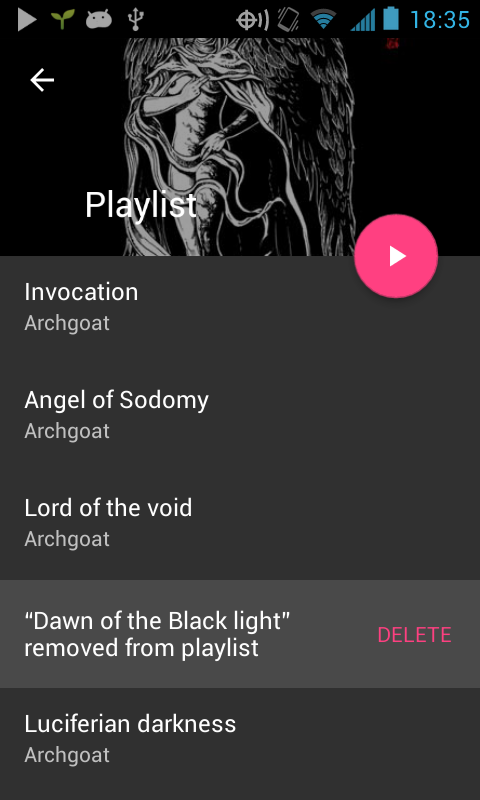 18:35
Playlist
Invocation
Archgoat
Angel of Sodomy
Archgoat
Lord of the void
Archgoat
“Dawn of the Black light”
removed from playlist
DELETE
Luciferian darkness
Archgoat